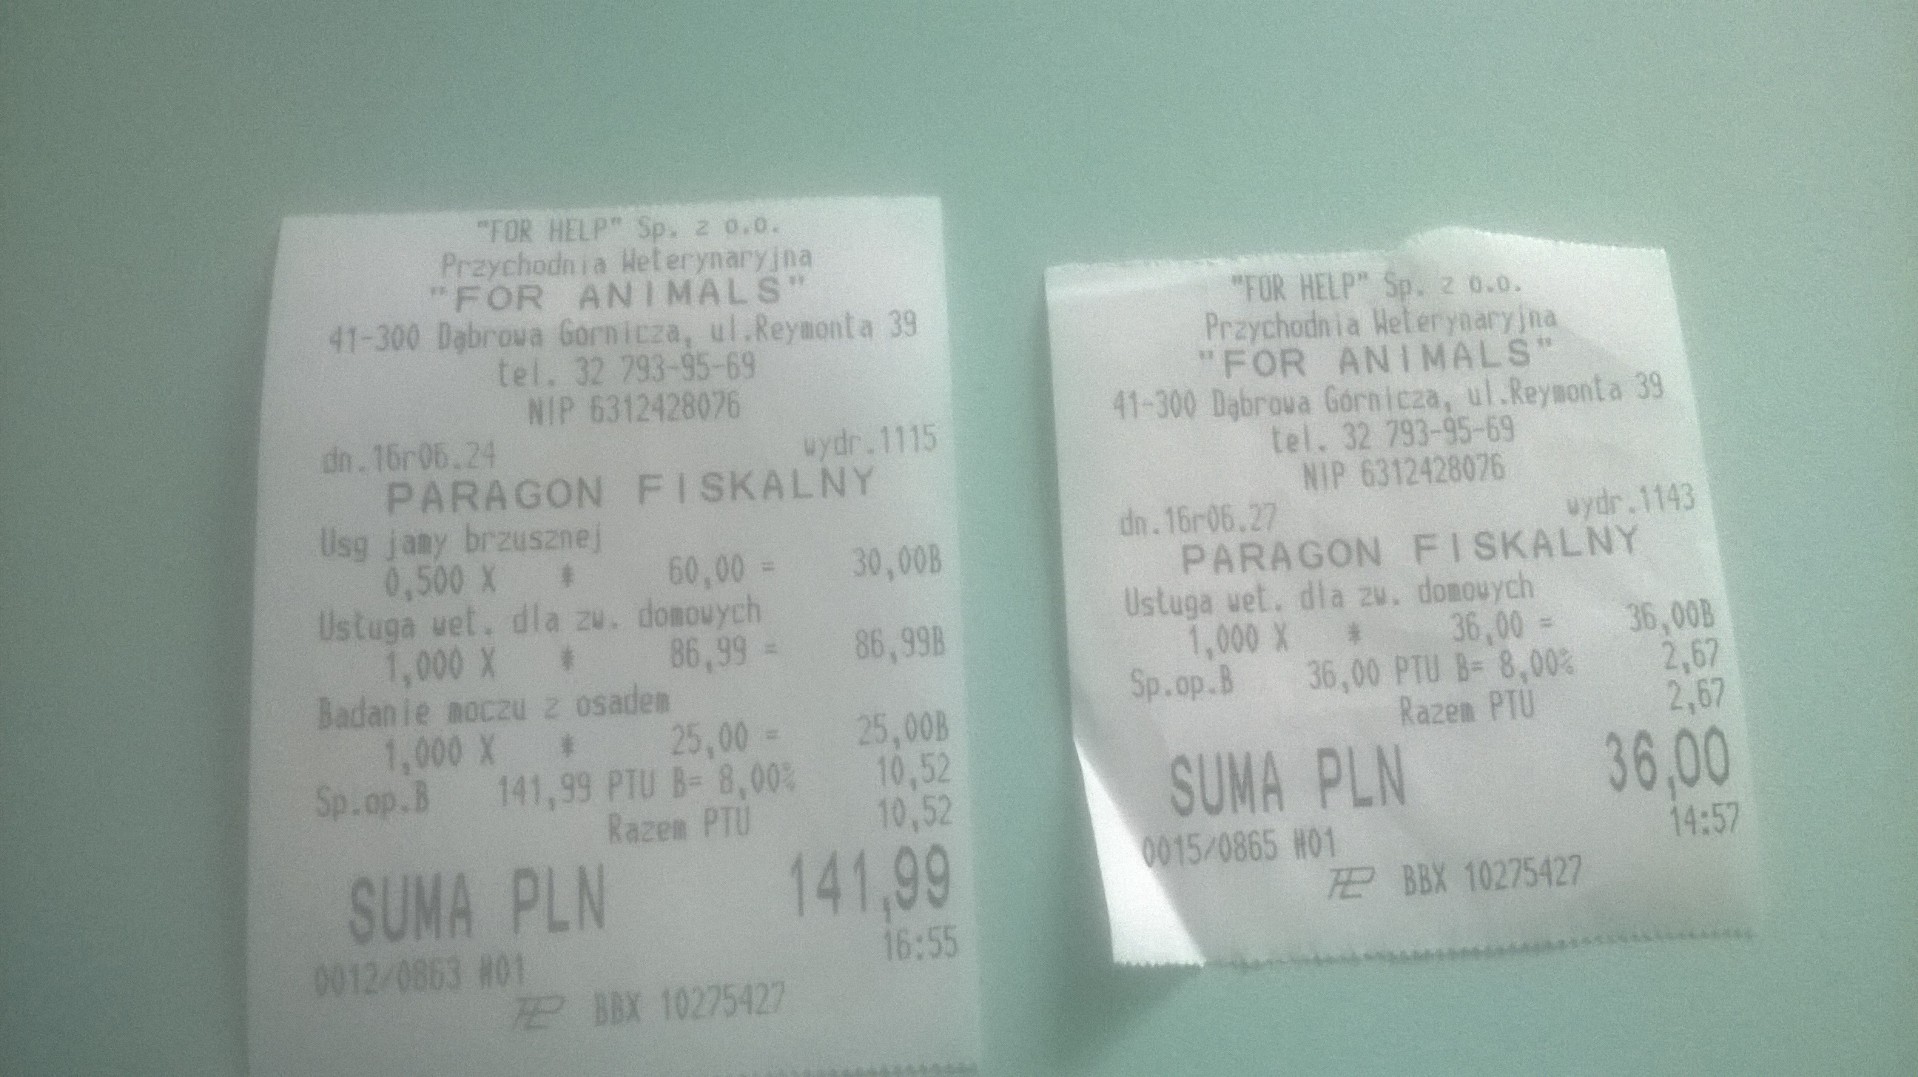 "FOR HELP" Sp. z o.o.
Przychodnia Weterynaryjna
"FOR ANIMALS"
41-300 Dąbrowa Górnicza, ul.Reymonta 39
tel. 32 793-95-69
NIP 6312428076
dn.16r06.24 wydr.1115
PARAGON FISKALNY
Usg jamy brzusznej
0,500 X * 60,00 = 30,00B
Usługa wet. dla zw. domowych
1,000 X * 86,99 = 86,99B
Badanie moczu z osadem
1,000 X * 25,00 = 25,00B
Sp.op.B 141,99 PTU B= 8,00% 10,52
Razem PTU 10,52
SUMA PLN 141,99
16:55
0012/0863 #01
BBX 10275427
"FOR HELP" Sp. z o.o.
Przychodnia Weterynaryjna
"FOR ANIMALS"
41-300 Dąbrowa Górnicza, ul.Reymonta 39
tel. 32 793-95-69
NIP 6312428076
dn.16r06.27 wydr.1143
PARAGON FISKALNY
Usługa wet. dla zw. domowych
1,000 X * 36,00 = 36,00B
Sp.op.B 36,00 PTU B= 8,00% 2,67
Razem PTU 2,67
SUMA PLN 36,00
14:57
0015/0865 #01
BBX 10275427